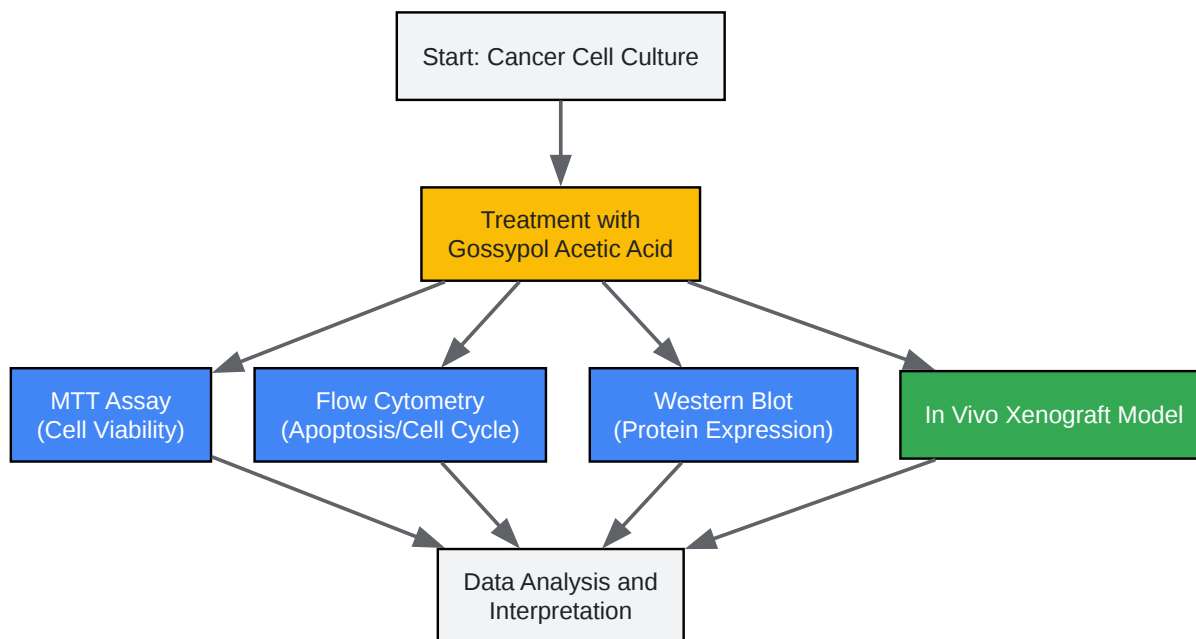 Start: Cancer Cell Culture
Treatment with
Gossypol Acetic Acid
MTT Assay
(Cell Viability)
Flow Cytometry
(Apoptosis/Cell Cycle)
Western Blot
(Protein Expression)
In Vivo Xenograft Model
Data Analysis and
Interpretation